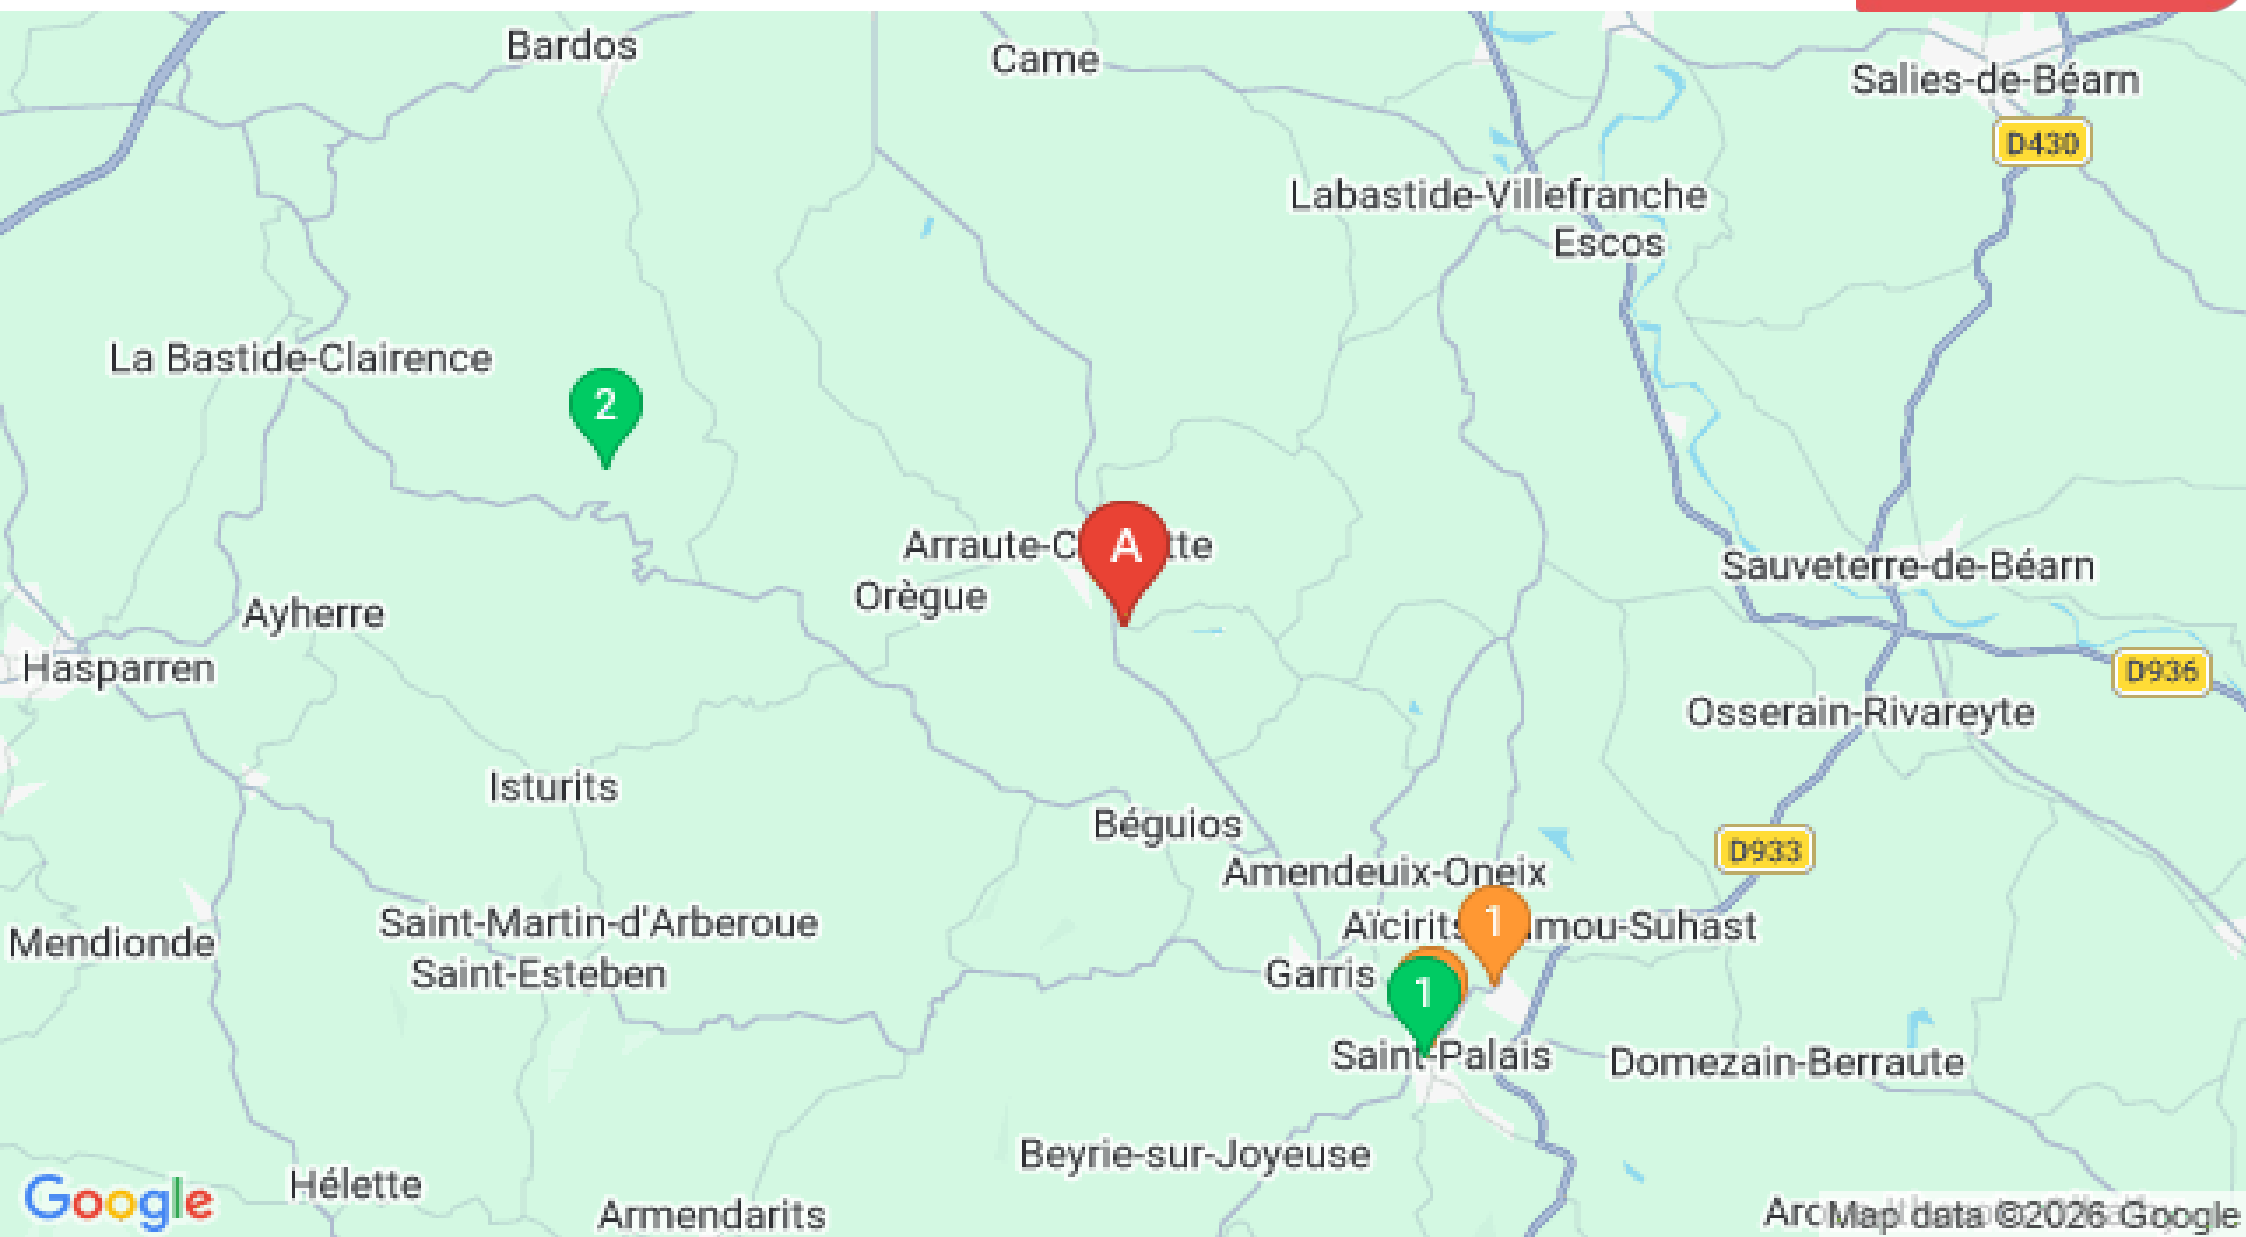 Bardos
Came
Salies-de-Béarn
D430
Labastide-Villefranche
Escos
La Bastide-Clairence
2
A
Sauveterre-de-Béarn
Orègue
Ayherre
Hasparren
D936
Osserain-Rivareyte
Isturits
Béguios
D933
Amendeuix-Oneix
1
Saint-Martin-d'Arberoue
Mendionde
Saint-Esteben
Garris
1
Saint-Palais
Domezain-Berraute
Beyrie-sur-Joyeuse
Hélette
Google
Armendarits
Map data ©2026 Google